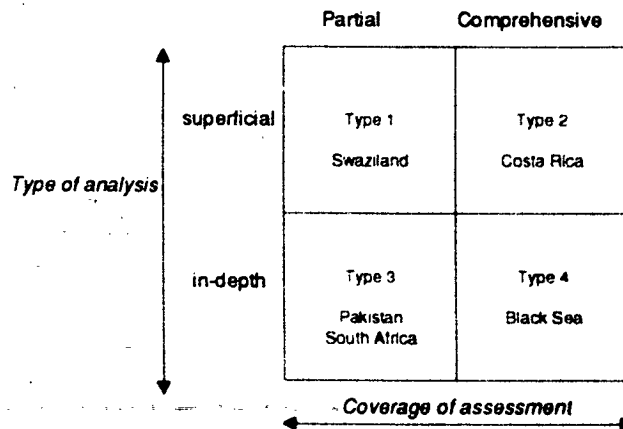 Partial Comprehensive
superficial
Type 1
Swaziland
Type 2
Costa Rica
Type of analysis
in-depth
Type 3
Pakistan
South Africa
Type 4
Black Sea
Coverage of assessment